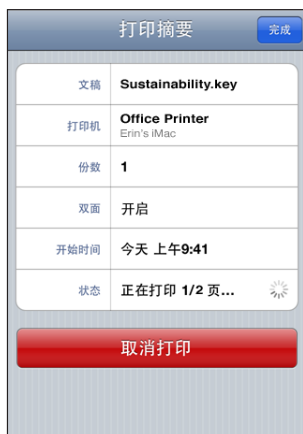 打印摘要
完成
文稿 Sustainability.key
打印机 Office Printer
Erin's iMac
份数 1
双面 开启
开始时间 今天 上午9:41
状态 正在打印 1/2 页...
取消打印